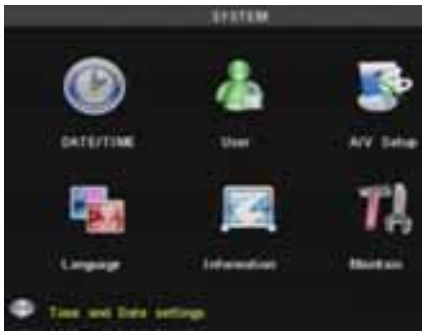 SYSTEM
DATE/TIME User A/V Setup
Language Information Maintain
Time and Date settings